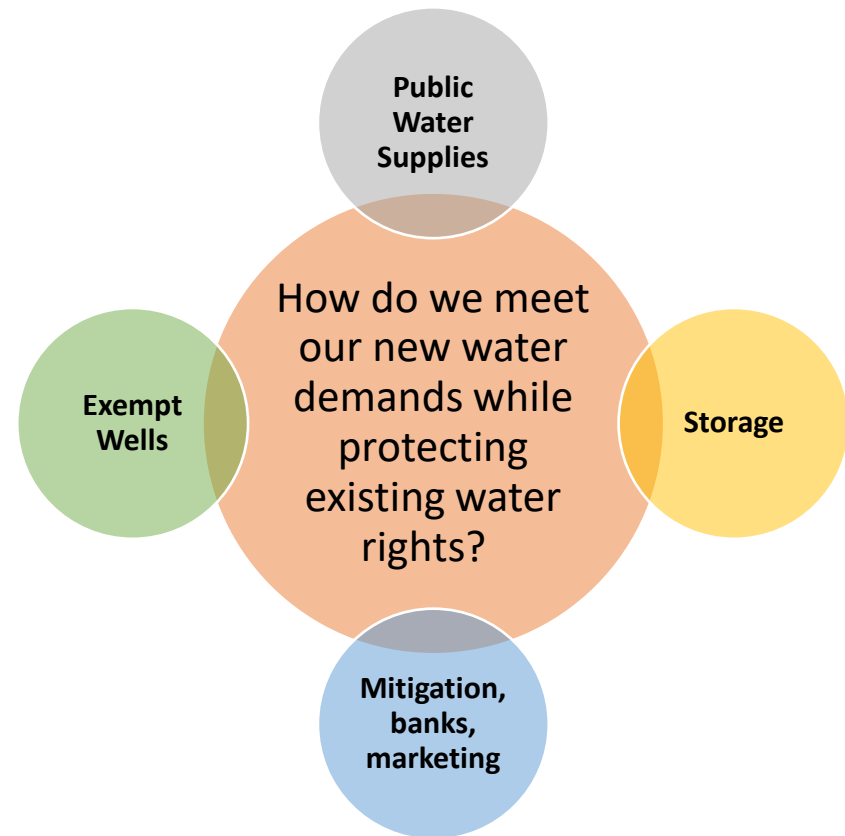 Public
Water
Supplies
How do we meet
our new water
demands while
protecting
existing water
rights?
Exempt
Wells
Storage
Mitigation,
banks,
marketing